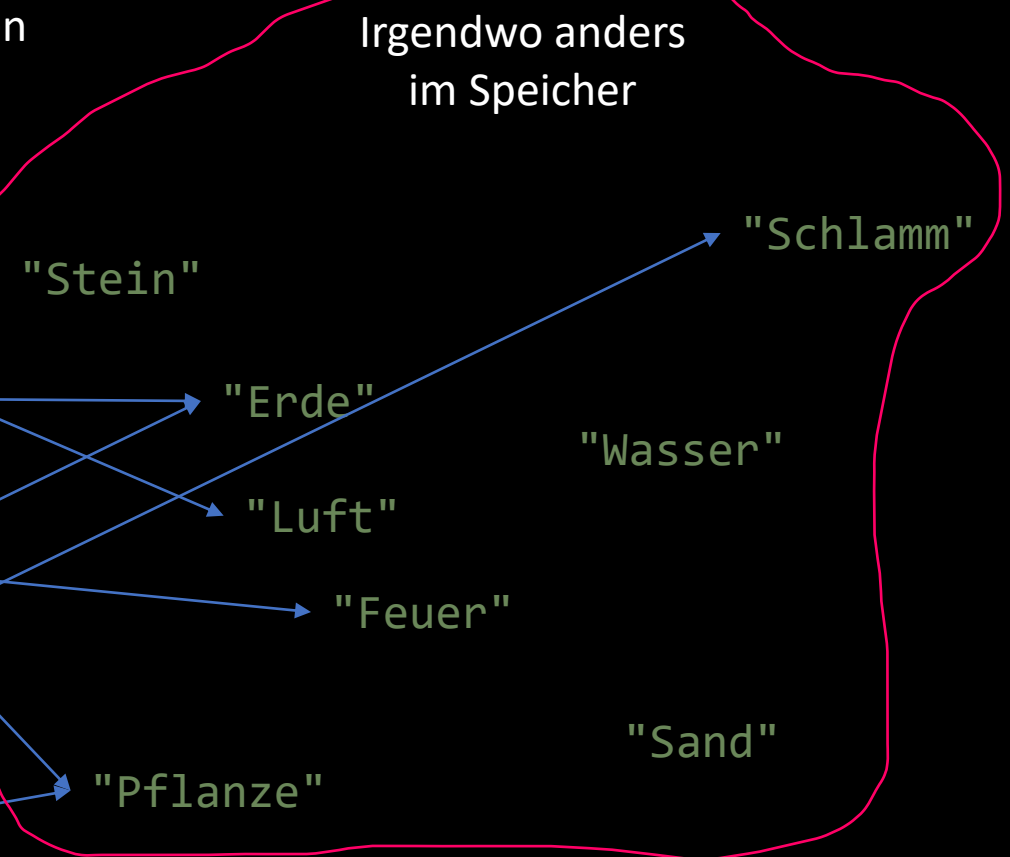 n
Irgendwo anders
im Speicher
"Schlamm"
"Stein"
"Erde"
"Wasser"
"Luft"
"Feuer"
"Sand"
"Pflanze"